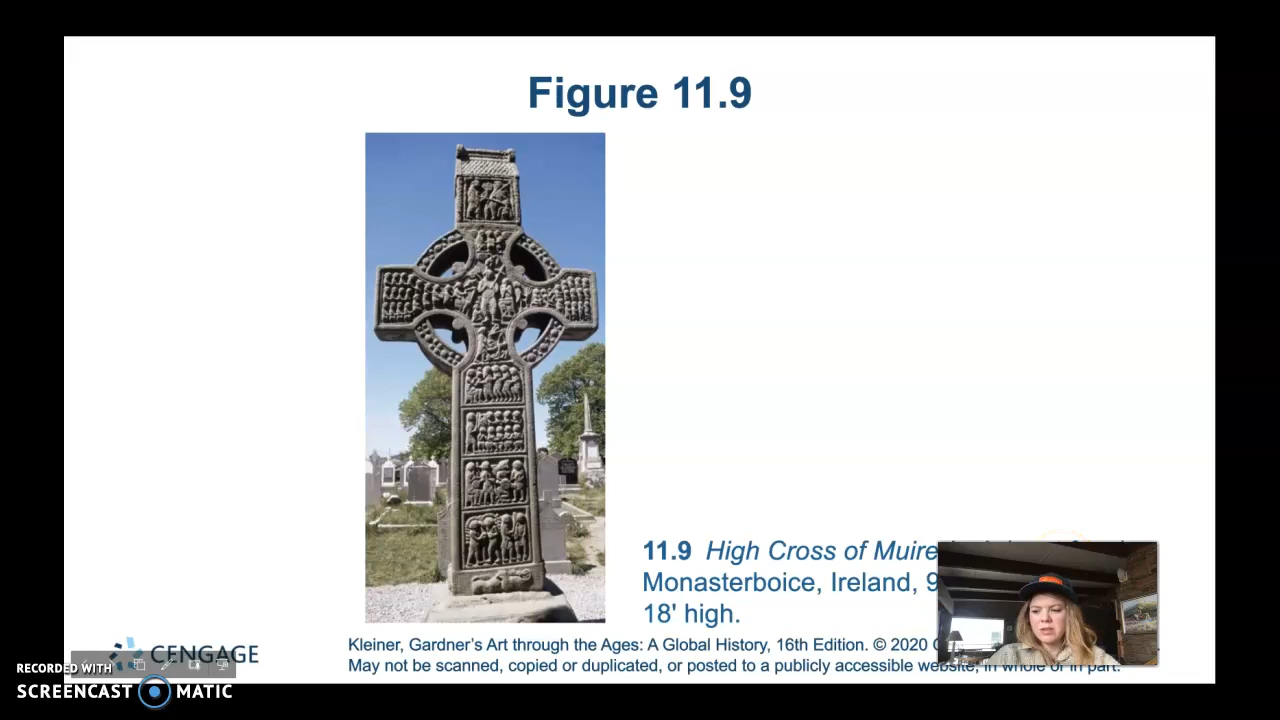 Figure 11.9
11.9 High Cross of Muire
Monasterboice, Ireland, 9
18' high.
CENGAGE
Kleiner, Gardner's Art through the Ages: A Global History, 16th Edition. © 2020
May not be scanned, copied or duplicated, or posted to a publicly accessible website, in whole or in part.
RECORDED WITH
SCREENCAST MATIC